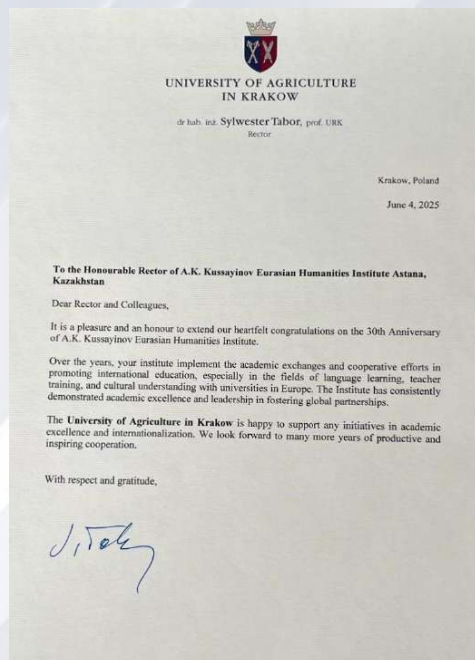 UNIVERSITY OF AGRICULTURE
IN KRAKOW
dr hab. inż. Sylwester Tabor, prof. URK
Rector
Krakow, Poland
June 4, 2025
To the Honourable Rector of A.K. Kussayinov Eurasian Humanities Institute Astana,
Kazakhstan
Dear Rector and Colleagues,
It is a pleasure and an honour to extend our heartfelt congratulations on the 30th Anniversary
of A.K. Kussayinov Eurasian Humanities Institute.
Over the years, your institute implement the academic exchanges and cooperative efforts in
promoting international education, especially in the fields of language learning, teacher
training, and cultural understanding with universities in Europe. The Institute has consistently
demonstrated academic excellence and leadership in fostering global partnerships.
The University of Agriculture in Krakow is happy to support any initiatives in academic
excellence and internationalization. We look forward to many more years of productive and
inspiring cooperation.
With respect and gratitude,